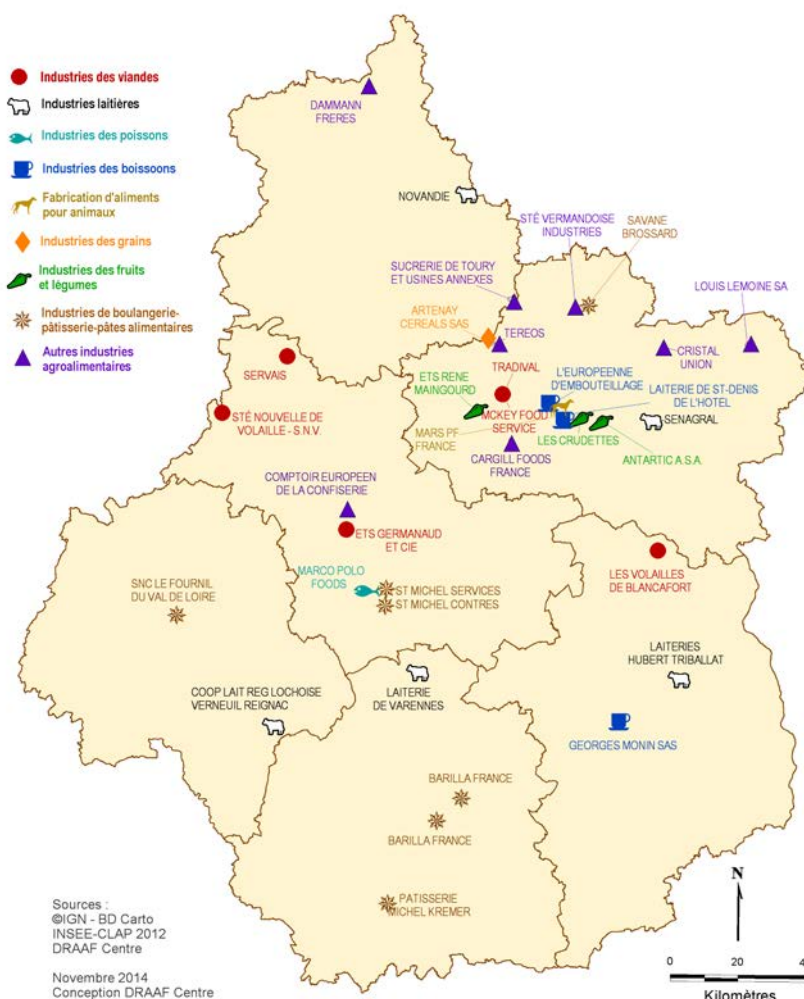 Industries des viandes
Industries laitières
Industries des poissons
Industries des boissoons
Fabrication d'aliments
pour animaux
Industries des grains
Industries des fruits
et légumes
Industries de boulangerie-
pâtisserie-pâtes alimentaires
Autres industries
agroalimentaires
DAMMANN
FRERES
NOVANDIE
STÉ VERMANDOISE
INDUSTRIES
SAVANE
BROSSARD
SUCRERIE DE TOURY
ET USINES ANNEXES
LOUIS LEMOINE SA
ARTENAY
CEREALS SAS
TEREOS
CRISTAL
UNION
SERVAIS
TRADIVAL
ETS RENE
MAINGOURD
L'EUROPEENNE
D'EMBOUTEILLAGE
LAITERIE DE ST-DENIS
DE L'HOTEL
STÉ NOUVELLE DE
VOLAILLE - S.N.V.
MCKEY FOOD
SERVICE
SENAGRAL
MARS PF
FRANCE
LES CRUDETTES
CARGILL FOODS
FRANCE
ANTARTIC A.S.A.
COMPTOIR EUROPEEN
DE LA CONFISERIE
ETS GERMANAUD
ET CIE
MARCO POLO
FOODS
ST MICHEL SERVICES
ST MICHEL CONTRES
LES VOLAILLES
DE BLANCAFORT
SNC LE FOURNIL
DU VAL DE LOIRE
LAITERIES
HUBERT TRIBALLAT
COOP LAIT REG LOCHOISE
VERNEUIL REIGNAC
LAITERIE
DE VARENNES
GEORGES MONIN SAS
BARILLA FRANCE
BARILLA FRANCE
PATISSERIE
MICHEL KREMER
Sources :
©IGN - BD Carto
INSEE-CLAP 2012
DRAAF Centre
Novembre 2014
Conception DRAAF Centre
N
0 20
Kilomètres